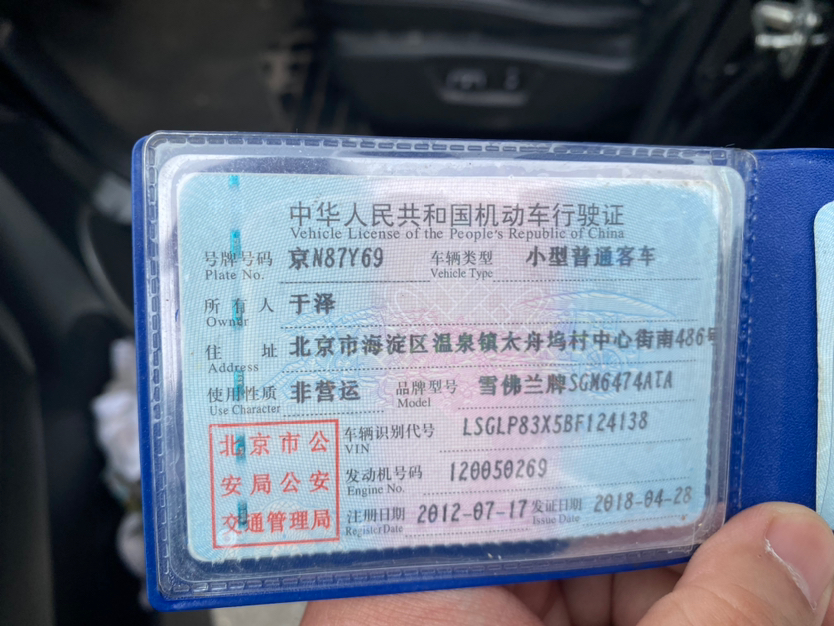 中华人民共和国机动车行驶证
Vehicle License of the People's Republic of China
号牌号码 京N87Y69 车辆类型 小型普通客车
Plate No. Vehicle Type
所有人 于泽
Owner
住址 北京市海淀区温泉镇太舟坞村中心街南486号
Address
使用性质 非营运 品牌型号 雪佛兰牌SGM6474ATA
Use Character Model
车辆识别代号 LSGLP83X5BF124138
VIN
发动机号码 120050269
Engine No.
注册日期 2012-07-17 发证日期 2018-04-28
Register Date Issue Date
北京市公
安局公安
交通管理局